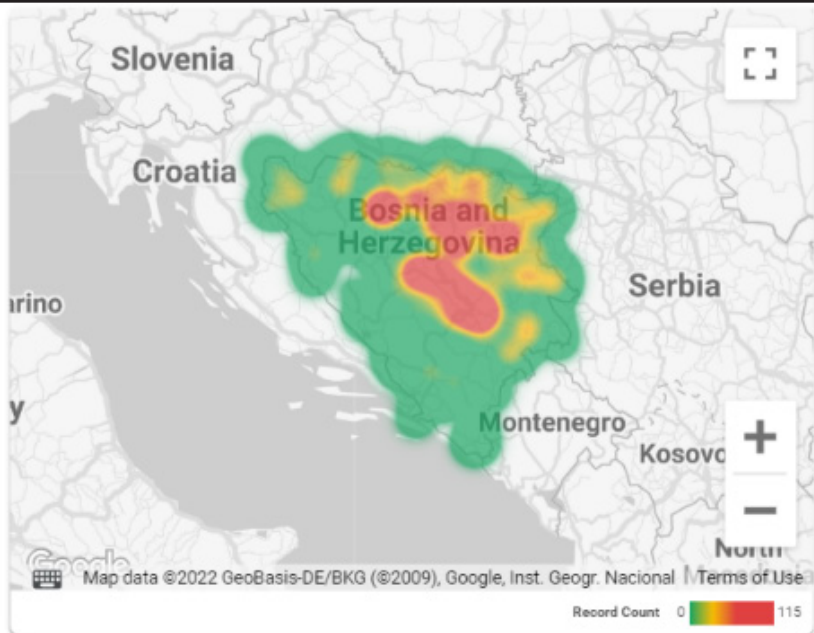 Slovenia
Croatia
Bosnia and
Herzegovina
Serbia
arino
y
Montenegro
Kosovo
North
Macedonia
Google
Map data ©2022 GeoBasis-DE/BKG (©2009), Google, Inst. Geogr. Nacional Terms of Use
Record Count 0 115